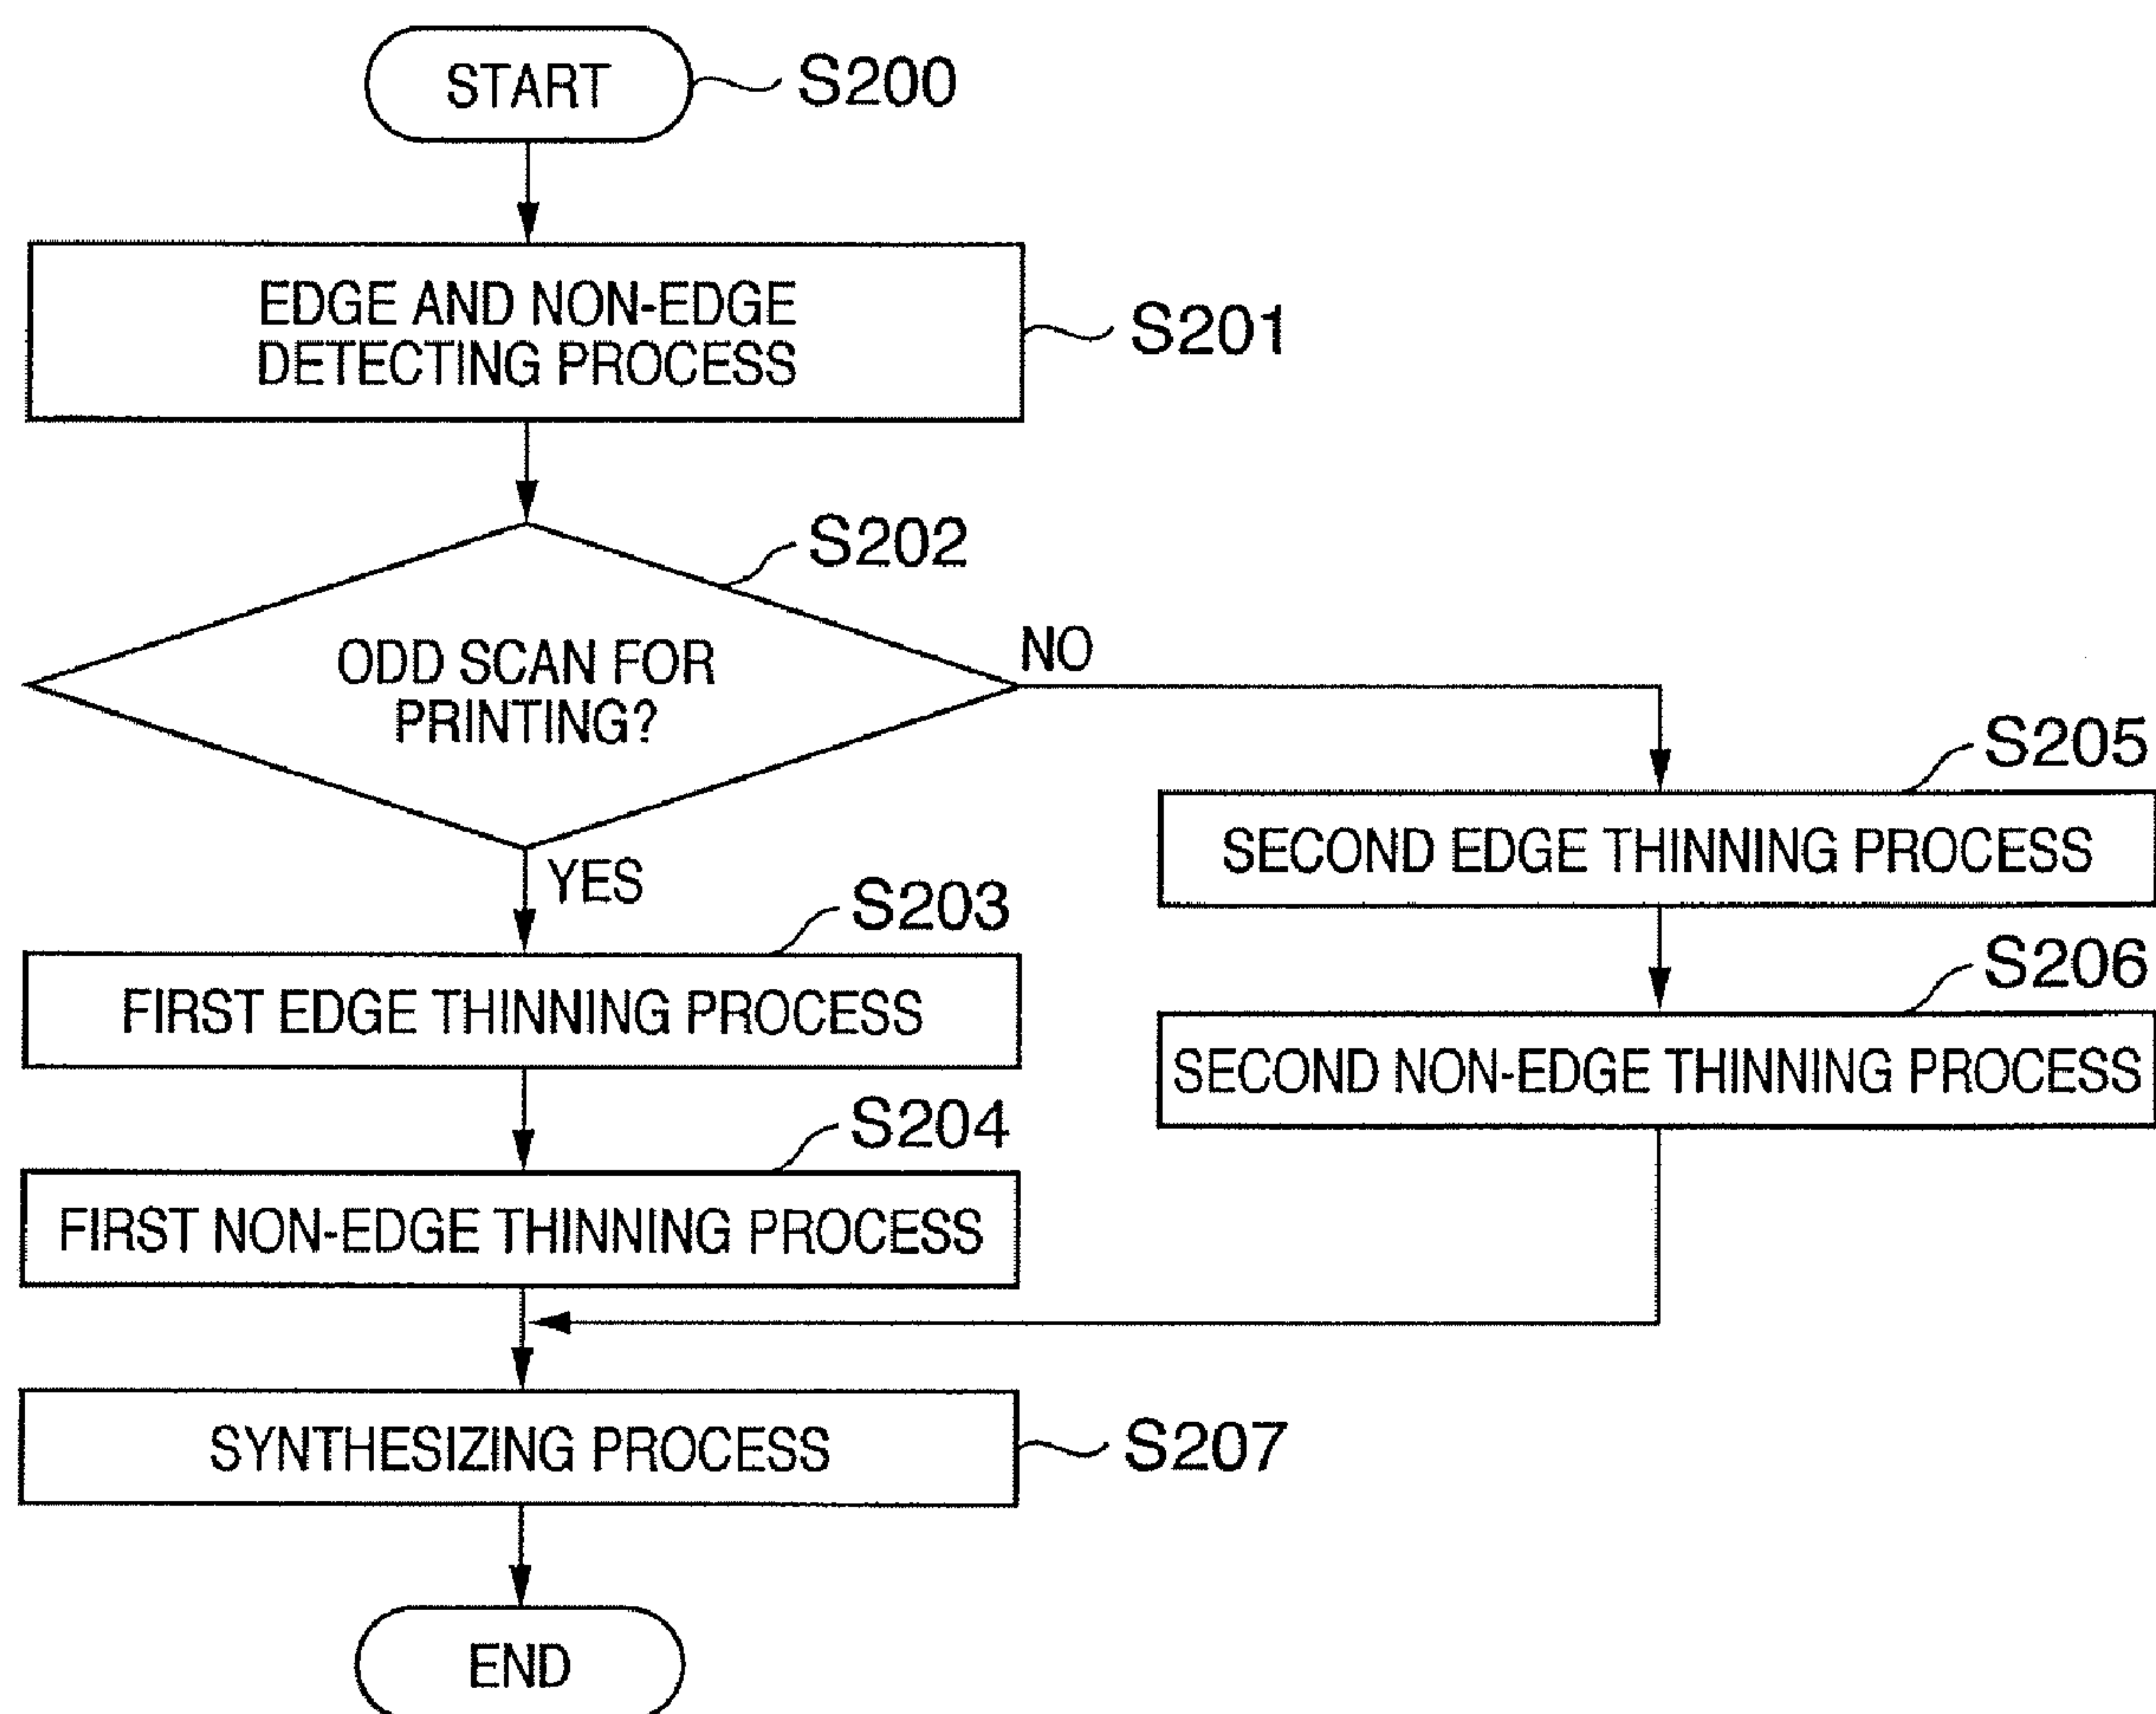 START
S200
EDGE AND NON-EDGE
DETECTING PROCESS
S201
S202
ODD SCAN FOR
PRINTING?
NO
YES
S203
FIRST EDGE THINNING PROCESS
S204
FIRST NON-EDGE THINNING PROCESS
S205
SECOND EDGE THINNING PROCESS
S206
SECOND NON-EDGE THINNING PROCESS
SYNTHESIZING PROCESS
S207
END